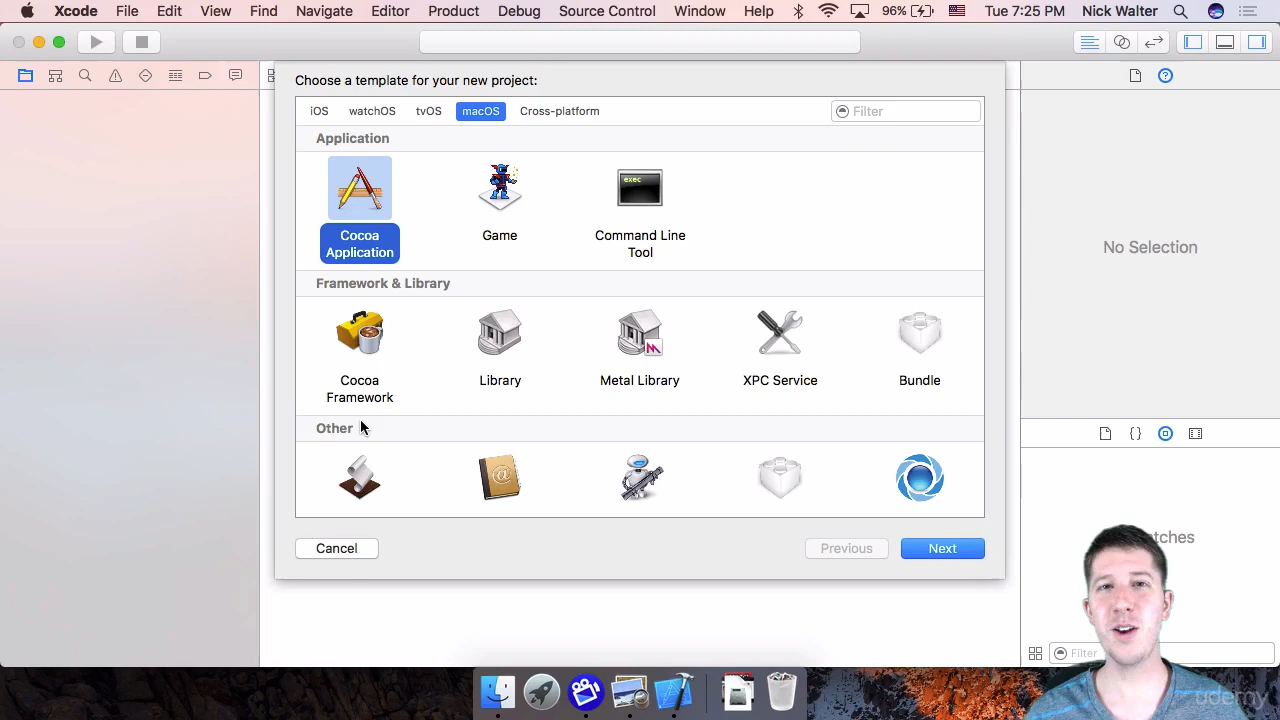 Xcode File Edit View Find Navigate Editor Product Debug Source Control Window Help 96% Tue 7:25 PM Nick Walter
Choose a template for your new project:
iOS watchOS tvOS macOS Cross-platform Filter
Application
exec
Cocoa Application
Game
Command Line Tool
No Selection
Framework & Library
Cocoa Framework
Library
Metal Library
XPC Service
Bundle
Other
@
{}
Cancel Previous Next
tches
Filter
udemy